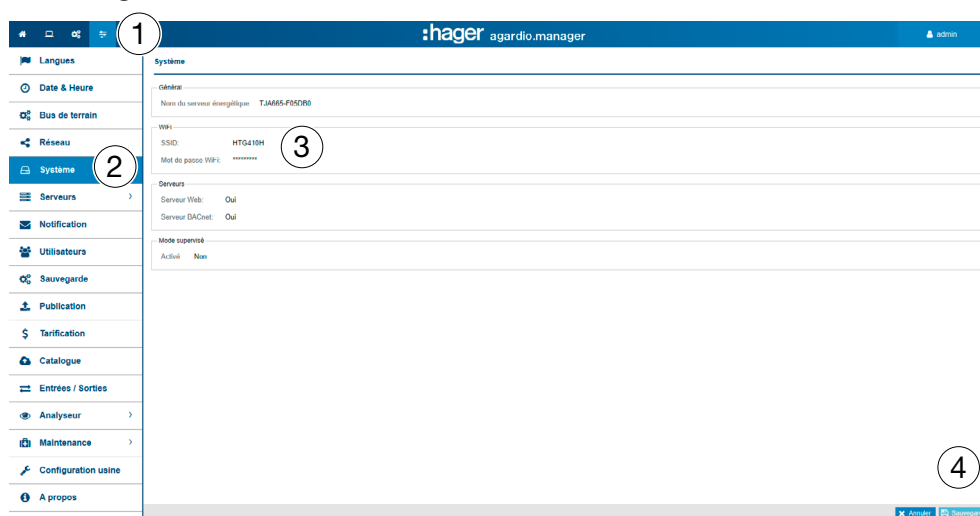 1
:hager agardio.manager
admin
Langues
Date & Heure
Bus de terrain
Réseau
Système
2
Serveurs
Notification
Utilisateurs
Sauvegarde
Publication
Tarification
Catalogue
Entrées / Sorties
Analyseur
Maintenance
Configuration usine
A propos
Système
Général
Nom du serveur énergétique TJA665-F05DB0
WiFi
SSID: HTG410H
Mot de passe WiFi: *********
3
Serveurs
Serveur Web: Oui
Serveur BACnet: Oui
Mode supervisé
Activé Non
4
Annuler Sauvegar